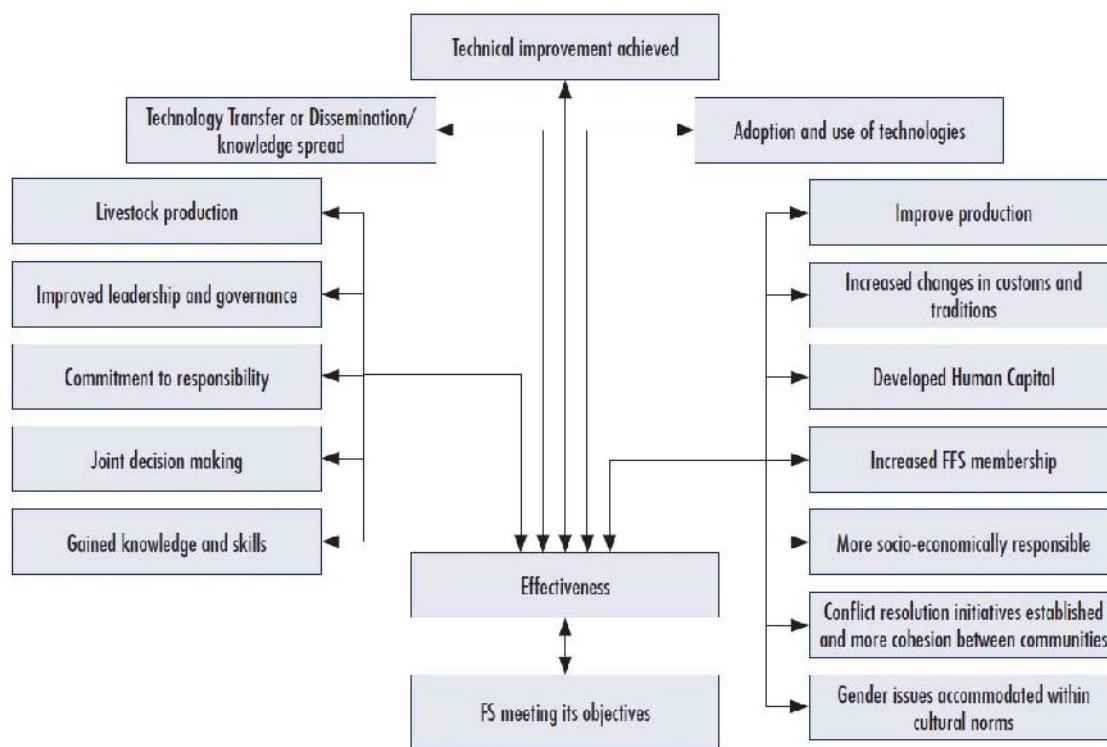 Technical improvement achieved
Technology Transfer or Dissemination/
knowledge spread
Adoption and use of technologies
Livestock production
Improved leadership and governance
Commitment to responsibility
Joint decision making
Gained knowledge and skills
Improve production
Increased changes in customs and
traditions
Developed Human Capital
Increased FFS membership
More socio-economically responsible
Conflict resolution initiatives established
and more cohesion between communities
Gender issues accommodated within
cultural norms
Effectiveness
FS meeting its objectives